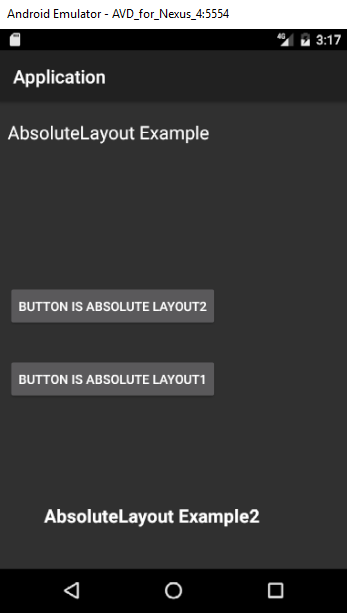 Android Emulator - AVD_for_Nexus_4:5554
4G 3:17
Application
AbsoluteLayout Example
BUTTON IS ABSOLUTE LAYOUT2
BUTTON IS ABSOLUTE LAYOUT1
AbsoluteLayout Example2